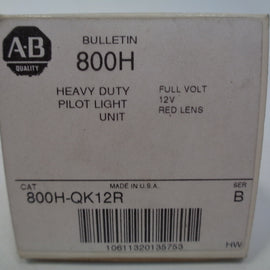 A-B
QUALITY
BULLETIN
800H
HEAVY DUTY
PILOT LIGHT
UNIT
FULL VOLT
12V
RED LENS
CAT
MADE IN U.S.A.
SER
800H-QK12R
B
10611320135753
HW